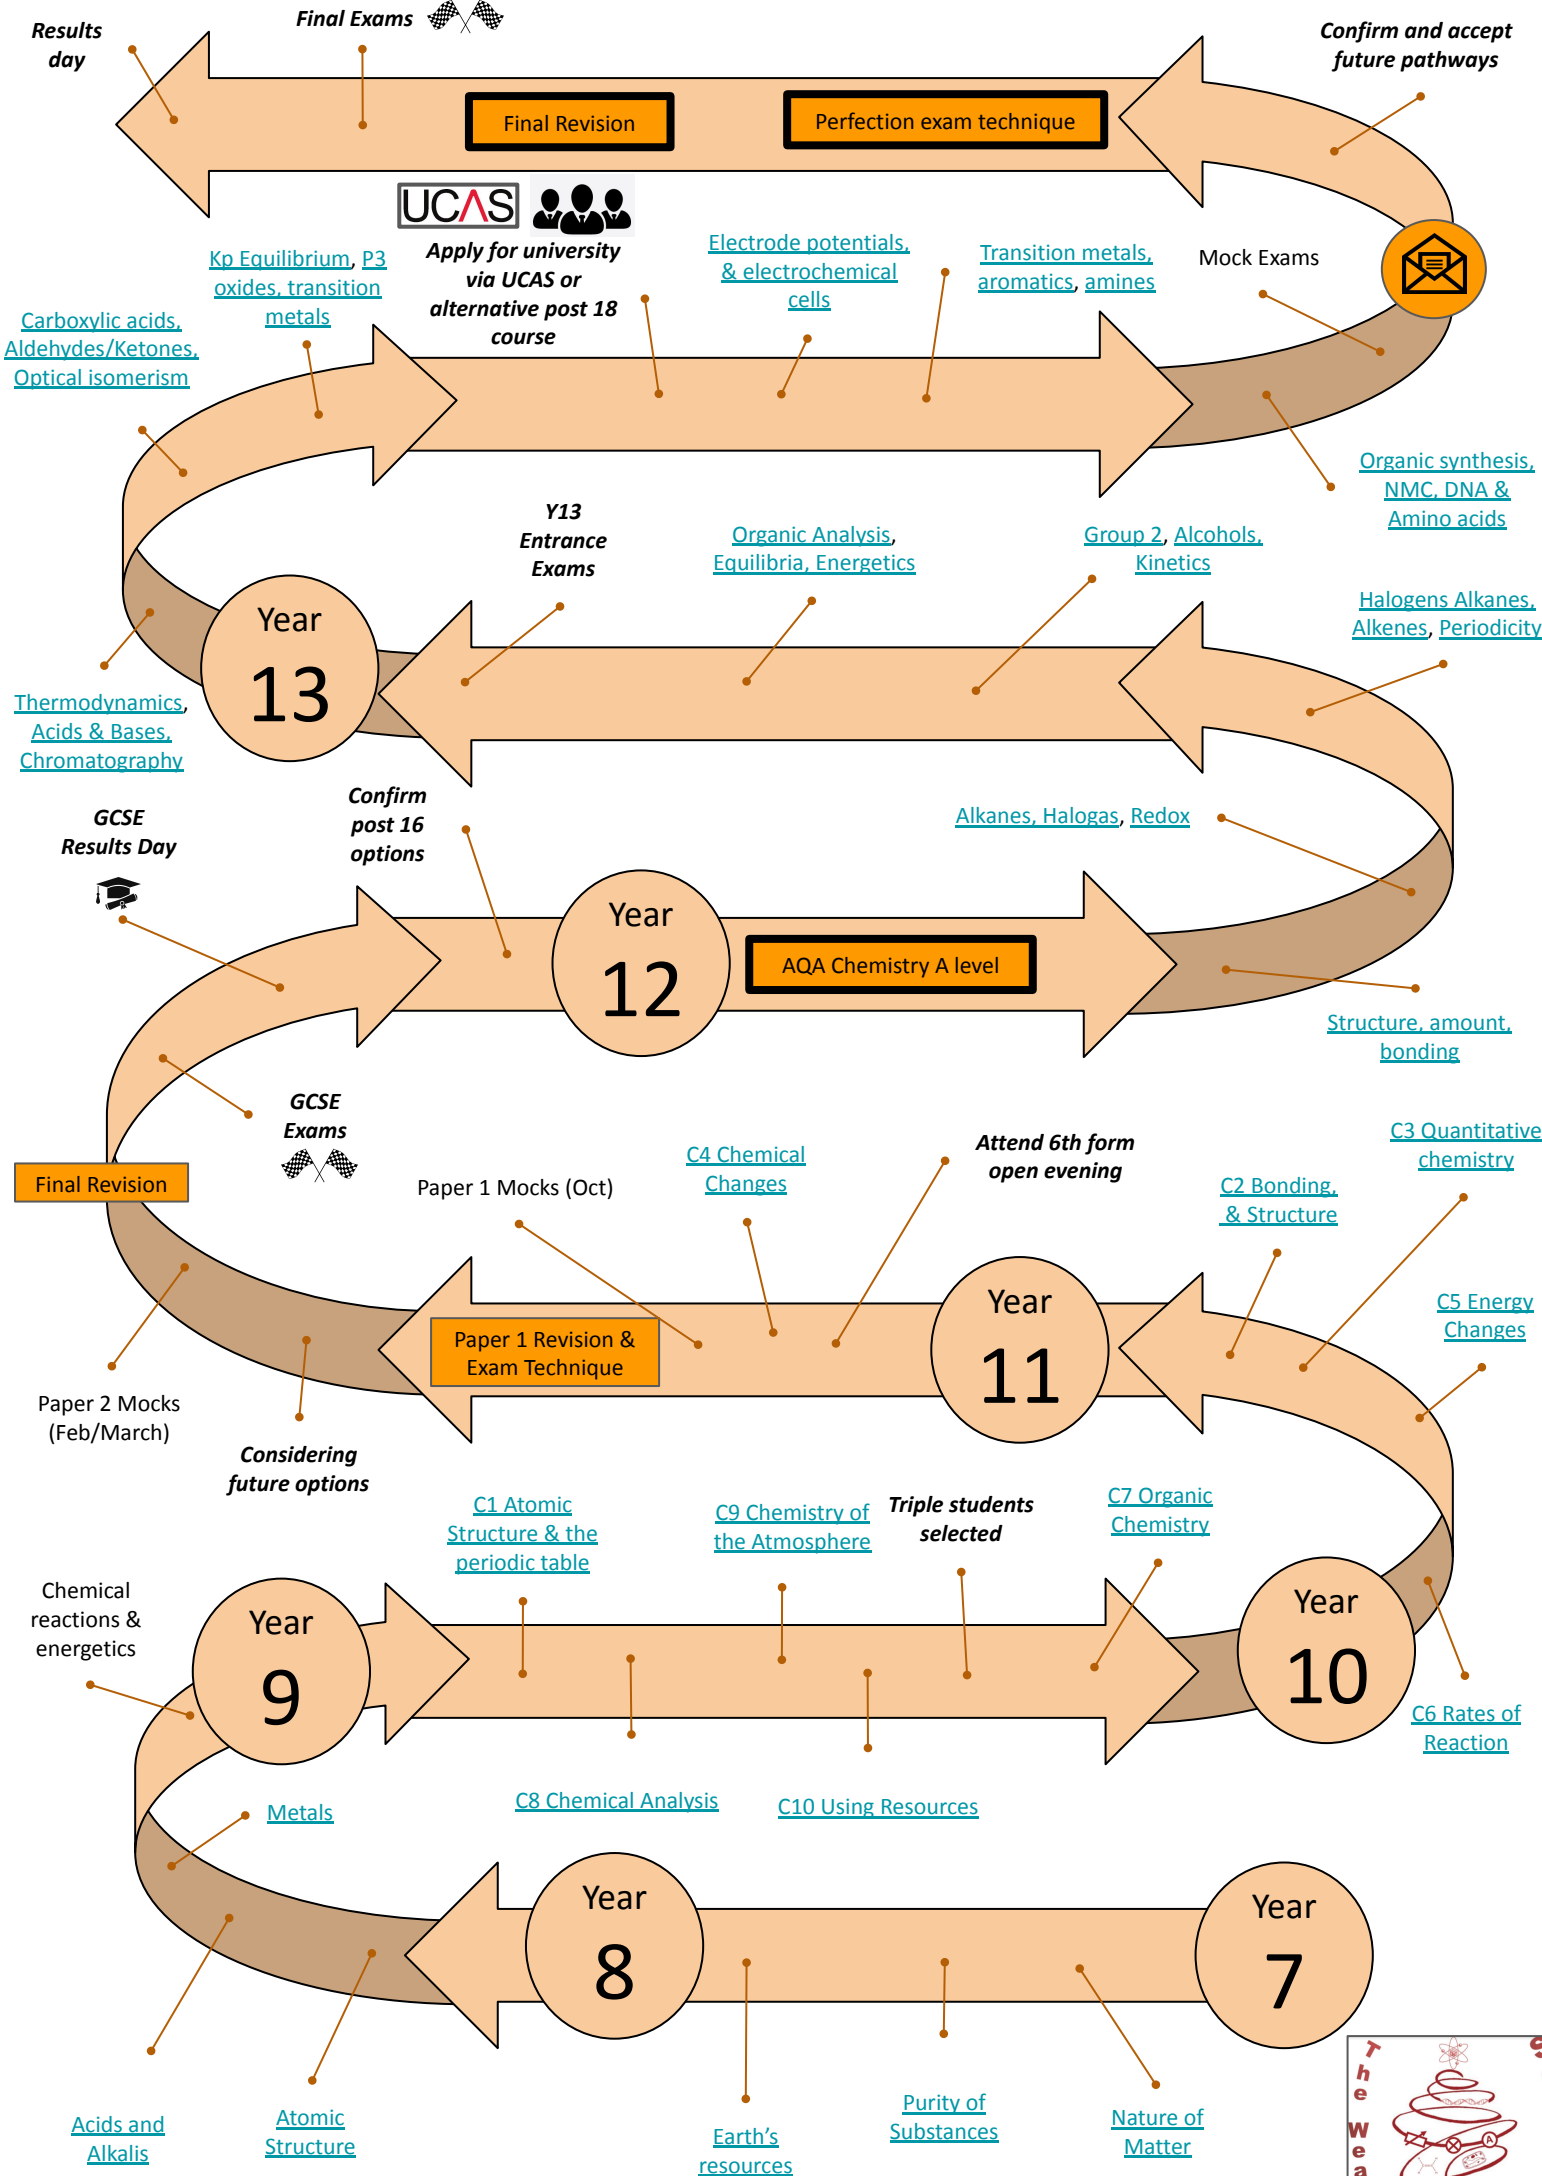 Results
day
Final Exams
Confirm and accept
future pathways
Final Revision
Perfection exam technique
UCAS
Apply for university
via UCAS or
alternative post 18
course
Kp Equilibrium, P3
oxides, transition
metals
Carboxylic acids,
Aldehydes/Ketones,
Optical isomerism
Electrode potentials,
& electrochemical
cells
Transition metals,
aromatics, amines
Mock Exams
Organic synthesis,
NMC, DNA &
Amino acids
Y13
Entrance
Exams
Organic Analysis,
Equilibria, Energetics
Group 2, Alcohols,
Kinetics
Halogens Alkanes,
Alkenes, Periodicity
Year
13
Thermodynamics,
Acids & Bases,
Chromatography
GCSE
Results Day
Confirm
post 16
options
Alkanes, Halogas, Redox
Year
12
AQA Chemistry A level
Structure, amount,
bonding
GCSE
Exams
Final Revision
Paper 1 Mocks (Oct)
C4 Chemical
Changes
Attend 6th form
open evening
C2 Bonding,
& Structure
C3 Quantitative
chemistry
C5 Energy
Changes
Year
11
Paper 1 Revision &
Exam Technique
Paper 2 Mocks
(Feb/March)
Considering
future options
C1 Atomic
Structure & the
periodic table
C9 Chemistry of
the Atmosphere
Triple students
selected
C7 Organic
Chemistry
Chemical
reactions &
energetics
Year
9
Year
10
C6 Rates of
Reaction
Metals
C8 Chemical Analysis
C10 Using Resources
Year
8
Year
7
Acids and
Alkalis
Atomic
Structure
Earth's
resources
Purity of
Substances
Nature of
Matter
The
A